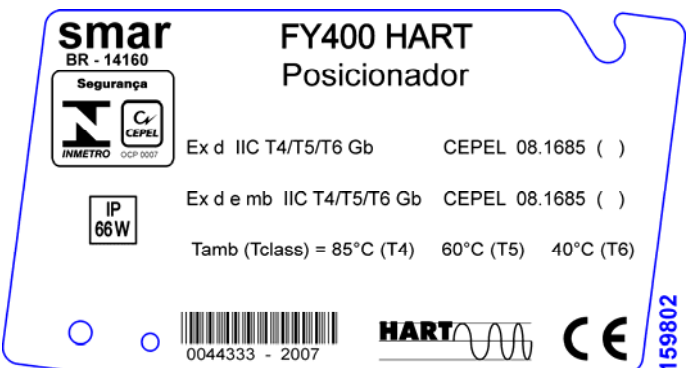 smar
BR - 14160
FY400 HART
Posicionador
Segurança
INMETRO
CEPEL
OCP 0007
Ex d IIC T4/T5/T6 Gb CEPEL 08.1685 ( )
Ex d e mb IIC T4/T5/T6 Gb CEPEL 08.1685 ( )
IP
66W
Tamb (Tclass) = 85°C (T4) 60°C (T5) 40°C (T6)
0044333 - 2007
HART
CE
159802